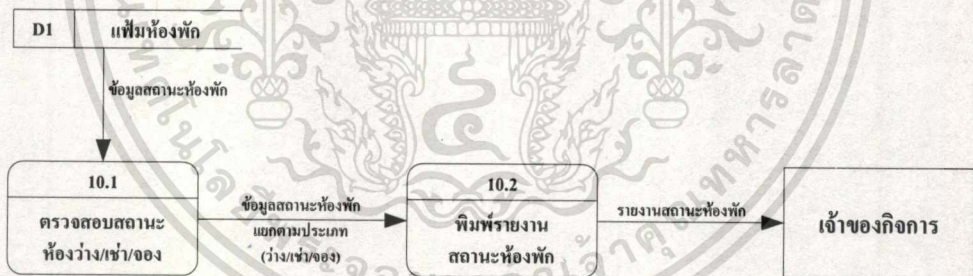 D1 แฟ้มห้องพัก
ข้อมูลสถานะห้องพัก
10.1
ตรวจสอบสถานะ
ห้องว่าง/เช่า/จอง
ข้อมูลสถานะห้องพัก
แยกตามประเภท
(ว่าง/เช่า/จอง)
10.2
พิมพ์รายงาน
สถานะห้องพัก
รายงานสถานะห้องพัก
เจ้าของกิจการ